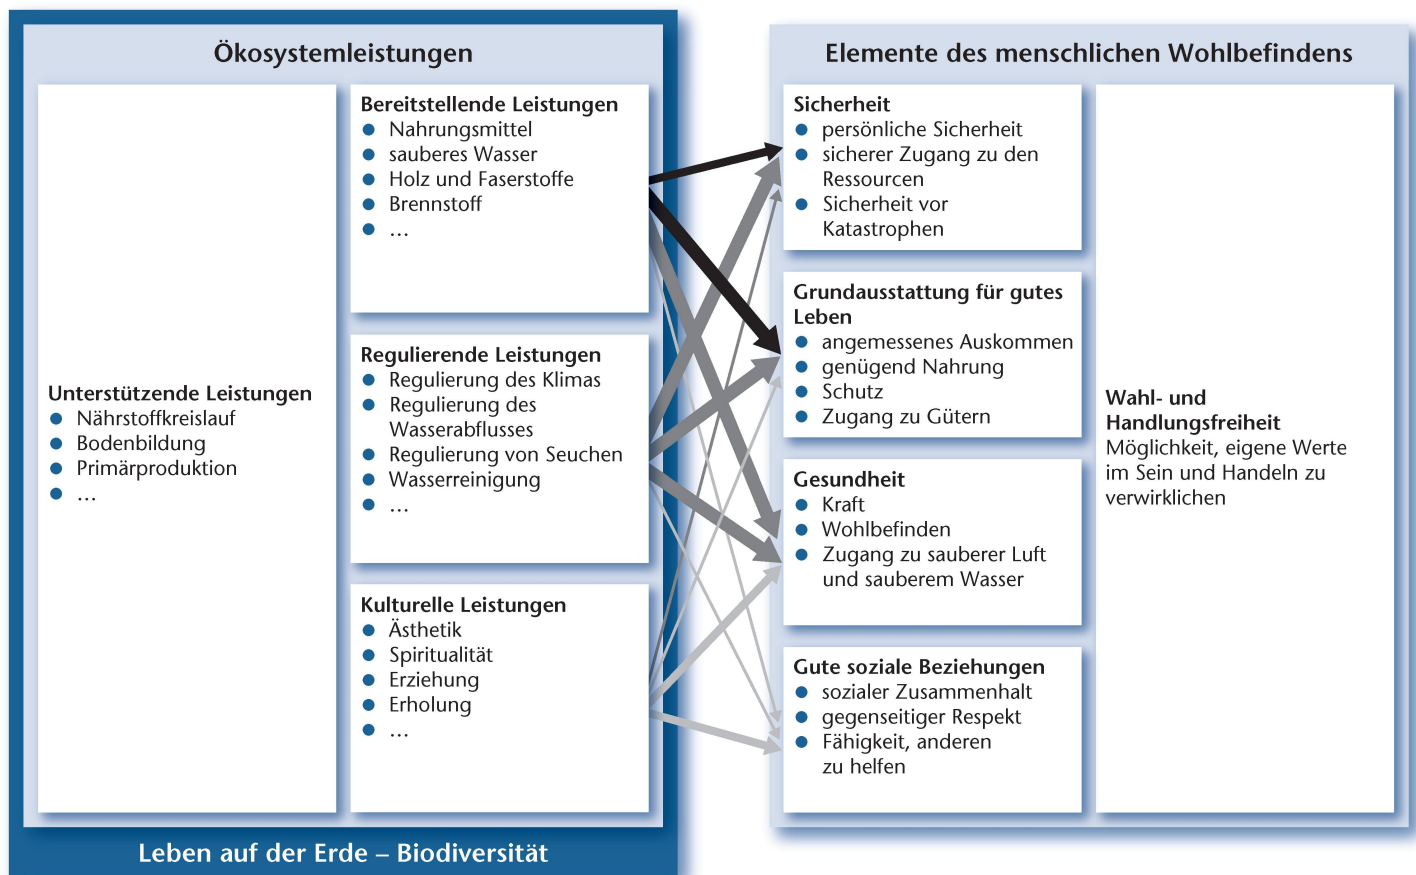 Ökosystemleistungen
Unterstützende Leistungen
● Nährstoffkreislauf
● Bodenbildung
● Primärproduktion
● ...
Bereitstellende Leistungen
● Nahrungsmittel
● sauberes Wasser
● Holz und Faserstoffe
● Brennstoff
● ...
Regulierende Leistungen
● Regulierung des Klimas
● Regulierung des
Wasserabflusses
● Regulierung von Seuchen
● Wasserreinigung
● ...
Kulturelle Leistungen
● Ästhetik
● Spiritualität
● Erziehung
● Erholung
● ...
Leben auf der Erde – Biodiversität
Elemente des menschlichen Wohlbefindens
Sicherheit
● persönliche Sicherheit
● sicherer Zugang zu den
Ressourcen
● Sicherheit vor
Katastrophen
Grundausstattung für gutes
Leben
● angemessenes Auskommen
● genügend Nahrung
● Schutz
● Zugang zu Gütern
Gesundheit
● Kraft
● Wohlbefinden
● Zugang zu sauberer Luft
und sauberem Wasser
Gute soziale Beziehungen
● sozialer Zusammenhalt
● gegenseitiger Respekt
● Fähigkeit, anderen
zu helfen
Wahl- und
Handlungsfreiheit
Möglichkeit, eigene Werte
im Sein und Handeln zu
verwirklichen